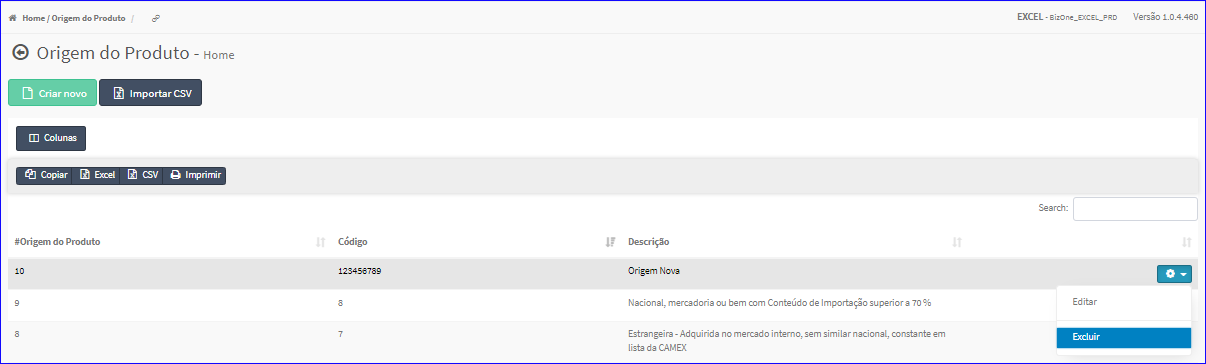 Home / Origem do Produto /
EXCEL - BizOne_EXCEL_PRD Versão 1.0.4.460
Origem do Produto - Home
Criar novo Importar CSV
Colunas
Copiar Excel CSV Imprimir
Search:
#Origem do Produto Código Descrição
10 123456789 Origem Nova
9 8 Nacional, mercadoria ou bem com Conteúdo de Importação superior a 70 %
Editar
8 7 Estrangeira - Adquirida no mercado interno, sem similar nacional, constante em
lista da CAMEX
Excluir